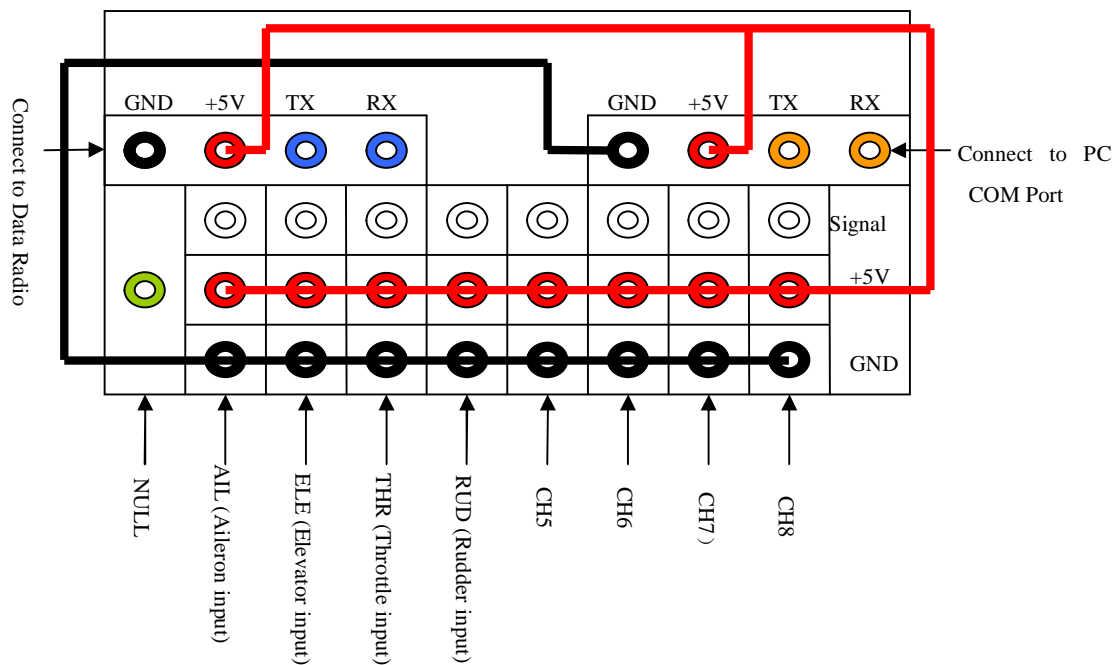 GND +5V TX RX GND +5V TX RX
Connect to Data Radio
Connect to PC
COM Port
Signal
+5V
GND
NULL
AIL (Aileron input)
ELE (Elevator input)
THR (Throttle input)
RUD (Rudder input)
CH5
CH6
CH7）
CH8